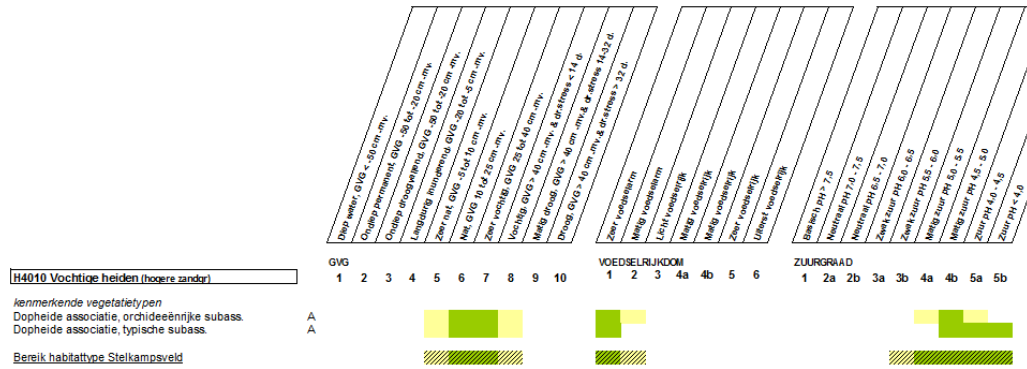 Diep water, GVG < -50 cm -mv.
Ondiep permanent, GVG -50 tot -20 cm -mv.
Ondiep droogvallend, GVG -50 tot -20 cm -mv.
Langdurig inunderend, GVG -20 tot -5 cm -mv.
Zeer nat, GVG -5 tot 10 cm -mv.
Nat, GVG 10 tot 25 cm -mv.
Zeer vochtig, GVG 25 tot 40 cm -mv.
Vochtig, GVG > 40 cm -mv. & dr.stress < 14 d.
Matig droog, GVG > 40 cm -mv.& dr.stress 14-32 d.
Droog, GVG > 40 cm -mv.& dr.stress > 32 d.
Zeer voedselarm
Matig voedselarm
Licht voedselrijk
Matig voedselrijk
Matig voedselrijk
Zeer voedselrijk
Uiterst voedselrijk
Basisch pH > 7.5
Neutraal pH 7.0 - 7.5
Neutraal pH 6.5 - 7.0
Zwak zuur pH 6.0 - 6.5
Zwak zuur pH 5.5 - 6.0
Matig zuur pH 5.0 - 5.5
Matig zuur pH 4.5 - 5.0
Zuur pH 4.0 - 4.5
Zuur pH < 4.0
GVG VOEDSELRIJKDOM ZUURGRAAD
H4010 Vochtige heiden (hogere zandgr) 1 2 3 4 5 6 7 8 9 10 1 2 3 4a 4b 5 6 1 2a 2b 3a 3b 4a 4b 5a 5b
kenmerkende vegetatietypen
Dopheide associatie, orchideeënrijke subass. A
Dopheide associatie, typische subass. A
Bereik habitattype Stelkampsveld